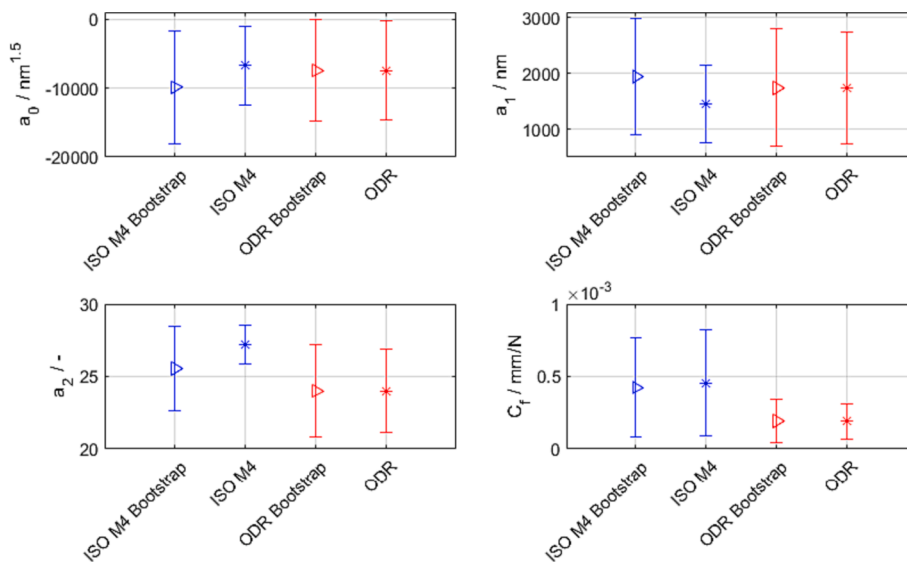 a0 / nm1.5
0
-10000
-20000
ISO M4 Bootstrap
ISO M4
ODR Bootstrap
ODR
a1 / nm
3000
2000
1000
ISO M4 Bootstrap
ISO M4
ODR Bootstrap
ODR
a2 / -
30
25
20
ISO M4 Bootstrap
ISO M4
ODR Bootstrap
ODR
×10-3
Cf / mm/N
1
0.5
0
ISO M4 Bootstrap
ISO M4
ODR Bootstrap
ODR